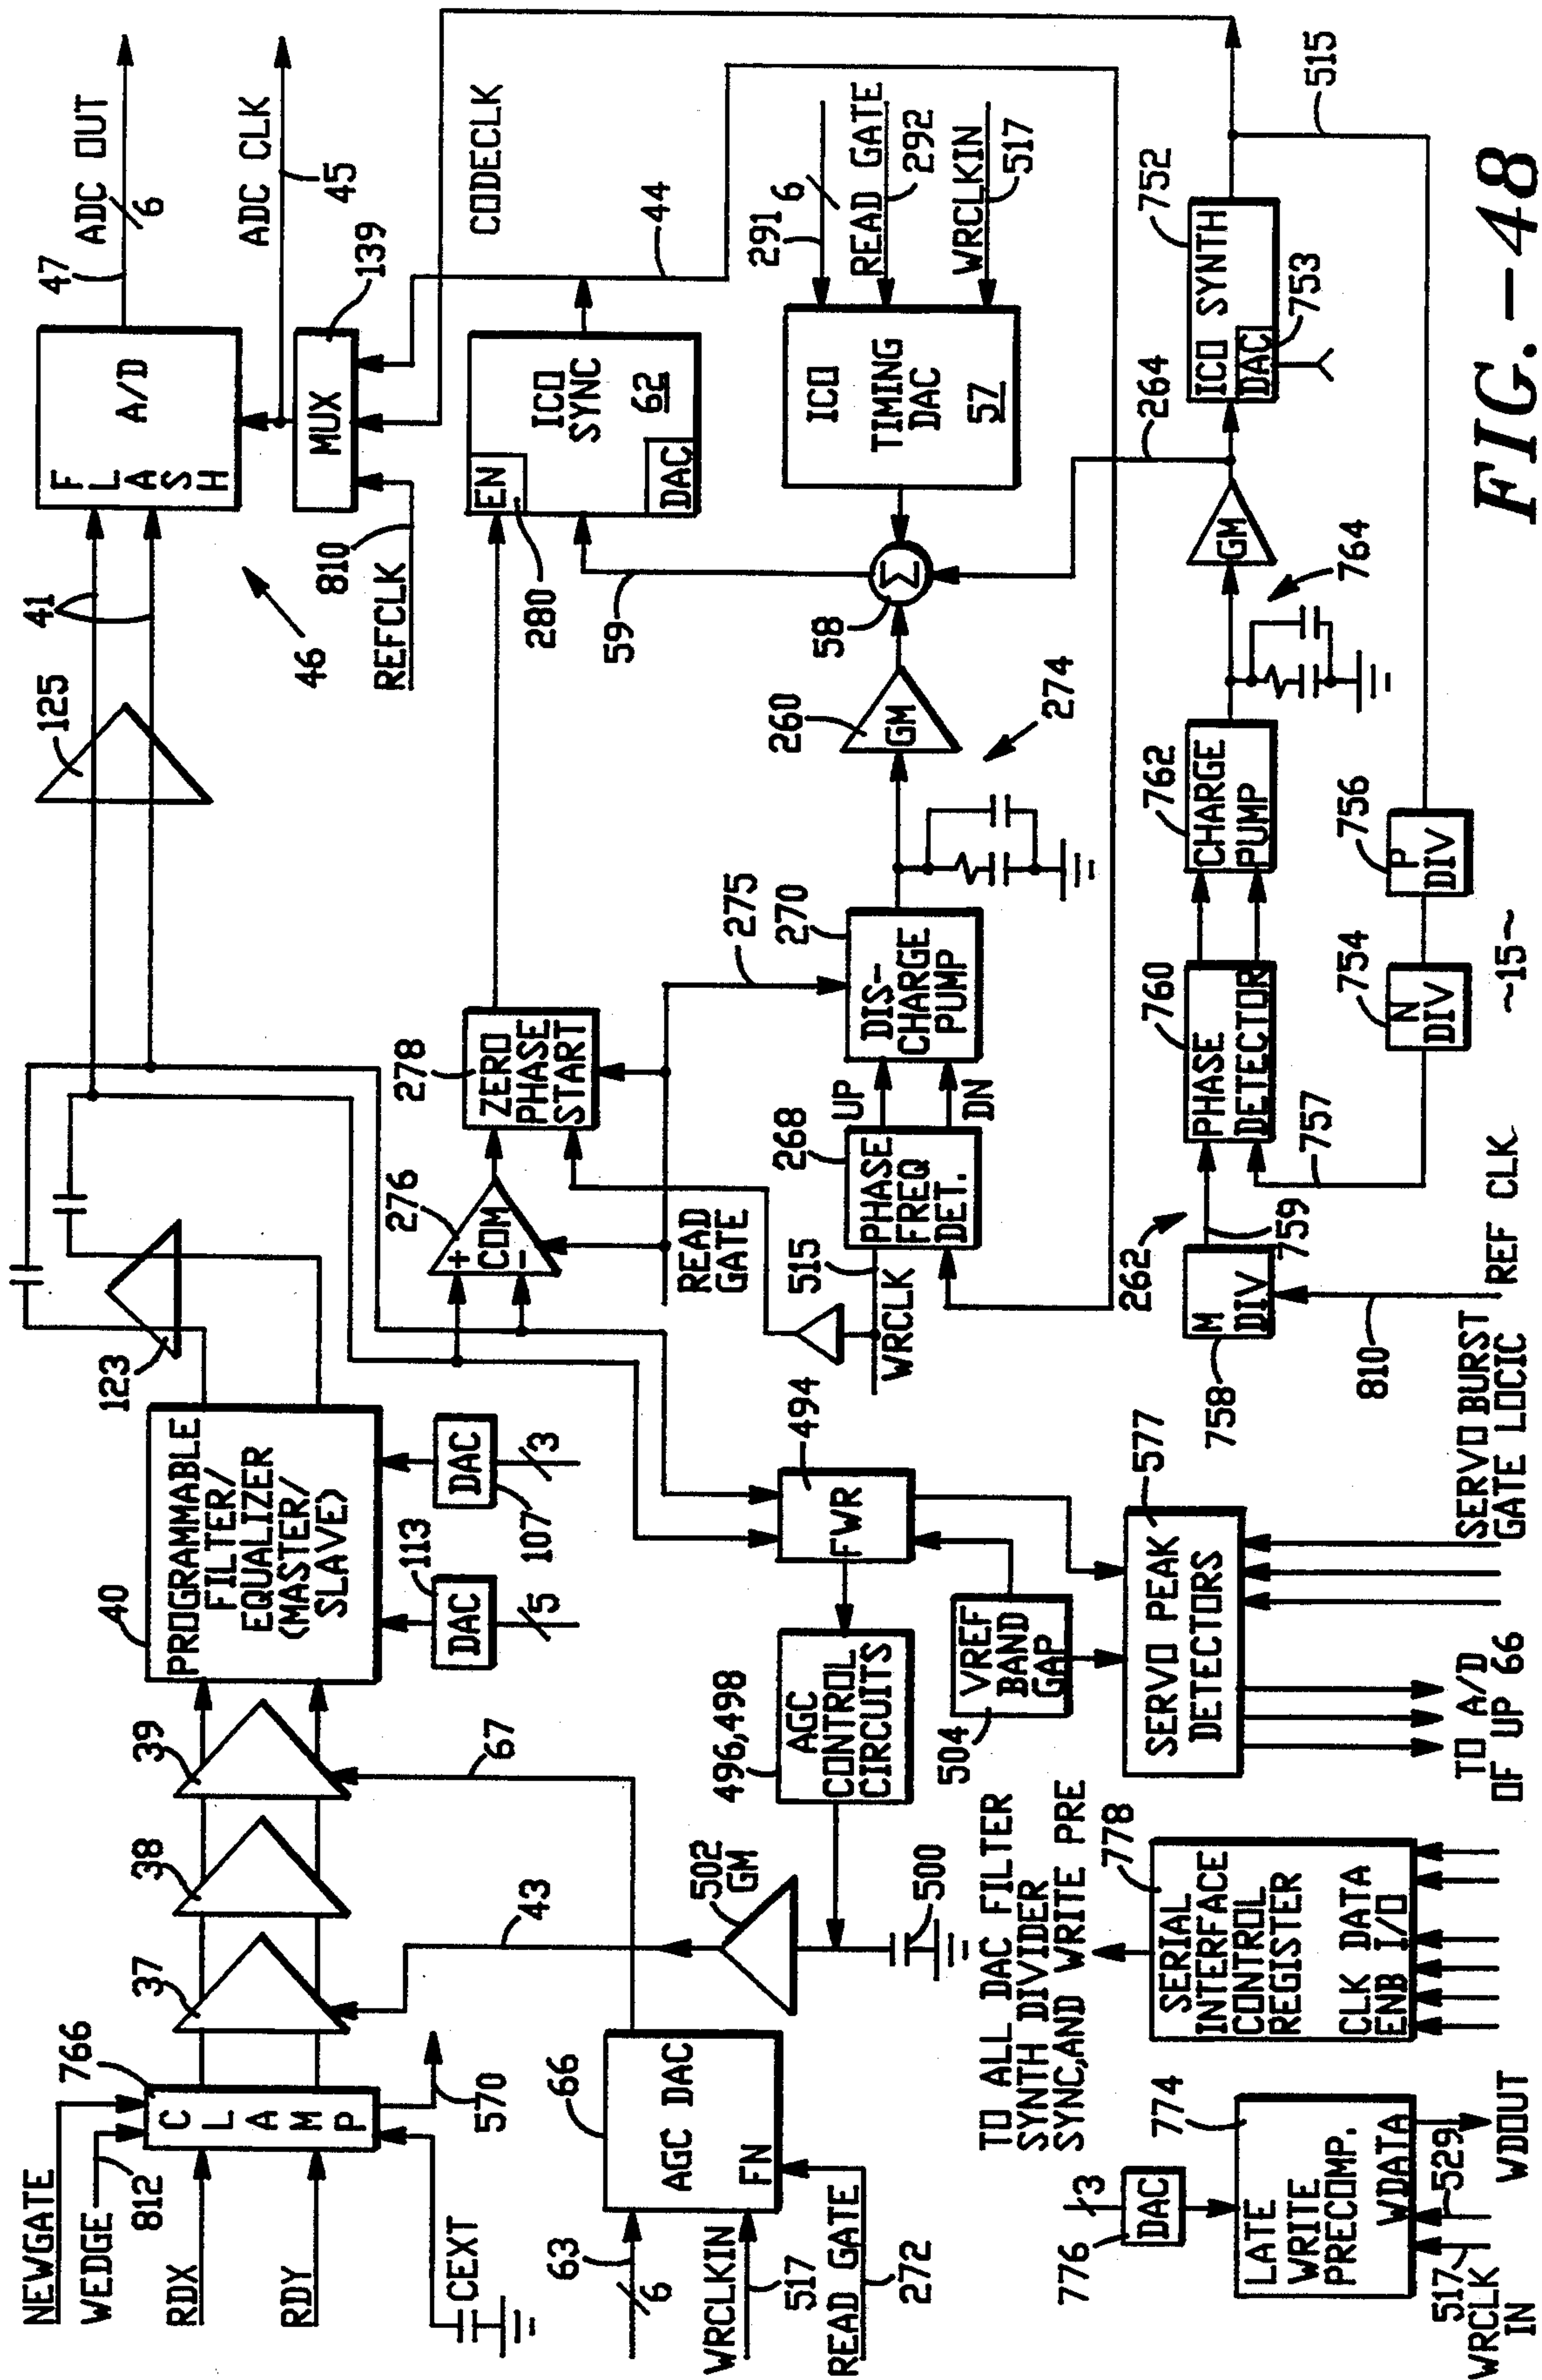 NEWGATE
WEDGE
812
RDX
RDY
CEXT
766
CLAMP
570
37
38
39
43
67
40
PROGRAMMABLE
FILTER/
EQUALIZER
(MASTER/
SLAVE)
113
DAC
5
DAC
107
3
123
125
41
46
FLASH
A/D
47
ADC OUT
6
ADC CLK
45
MUX
139
810
REFCLK
CODECLK
63
6
WRCLKIN
517
READ GATE
272
66
AGC DAC
FN
502
GM
500
496,498
AGC
CONTROL
CIRCUITS
494
FWR
504
VREF
BAND
GAP
276
+
COM
-
READ
GATE
278
ZERO
PHASE
START
280
EN
ICO
SYNC
62
DAC
44
59
515
WRCLK
268
PHASE
FREQ
DET.
UP
DN
275
270
DIS-
CHARGE
PUMP
274
260
GM
58
Σ
ICO
TIMING
DAC
57
291
6
READ GATE
292
WRCLKIN
517
264
776
DAC
3
774
LATE
WRITE
PRECOMP.
WDATA
517
WRCLK
IN
529
WDOUT
TO ALL DAC FILTER
SYNTH DIVIDER
SYNC,AND WRITE PRE
778
SERIAL
INTERFACE
CONTROL
REGISTER
CLK DATA
ENB I/O
577
SERVO PEAK
DETECTORS
TO A/D
OF UP 66
SERVO BURST
GATE LOCIC
758
M
DIV
810
REF CLK
262
759
757
760
PHASE
DETECTOR
762
CHARGE
PUMP
764
GM
752
ICO SYNTH
DAC
753
515
754
N
DIV
756
P
DIV
~15~
FIG.-48